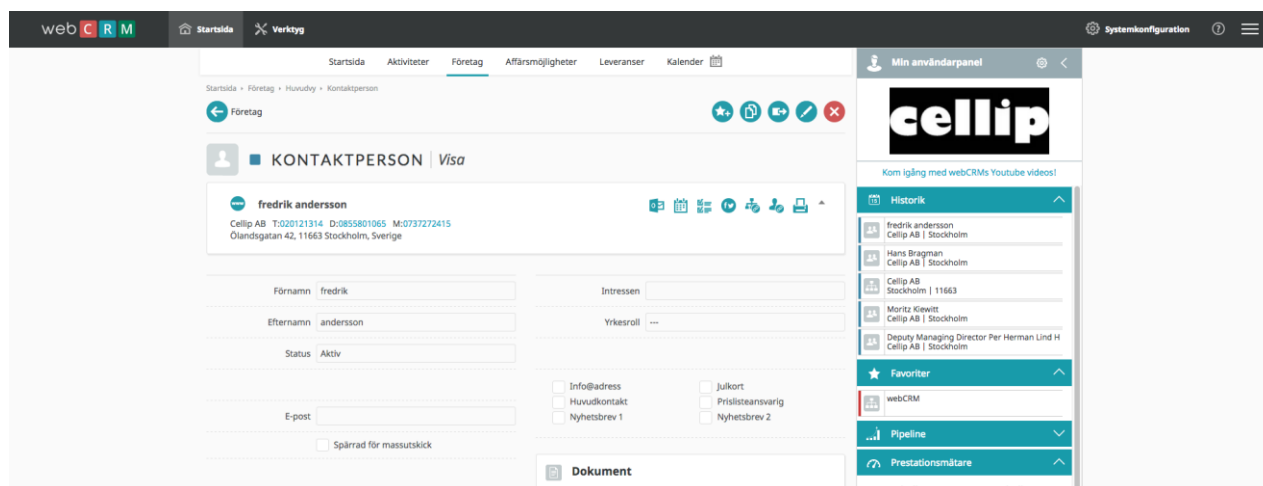 web CRM
Startsida
Verktyg
Systemkonfiguration
?
Startsida Aktiviteter Företag Affärsmöjligheter Leveranser Kalender
Startsida • Företag • Huvudvy • Kontaktperson
Företag
KONTAKTPERSON | Visa
fredrik andersson
Cellip AB T:020121314 D:0855801065 M:0737272415
Ölandsgatan 42, 11663 Stockholm, Sverige
Förnamn fredrik
Efternamn andersson
Status Aktiv
E-post
Spärrad för massutskick
Intressen
Yrkesroll ---
Info@adress Julkort
Huvudkontakt Prislisteansvarig
Nyhetsbrev 1 Nyhetsbrev 2
Dokument
Min användarpanel
cellip
Kom igång med webCRMs Youtube videos!
Historik
fredrik andersson
Cellip AB | Stockholm
Hans Bragman
Cellip AB | Stockholm
Cellip AB
Stockholm | 11663
Moritz Kiewitt
Cellip AB | Stockholm
Deputy Managing Director Per Herman Lind H
Cellip AB | Stockholm
Favoriter
webCRM
Pipeline
Prestationsmätare